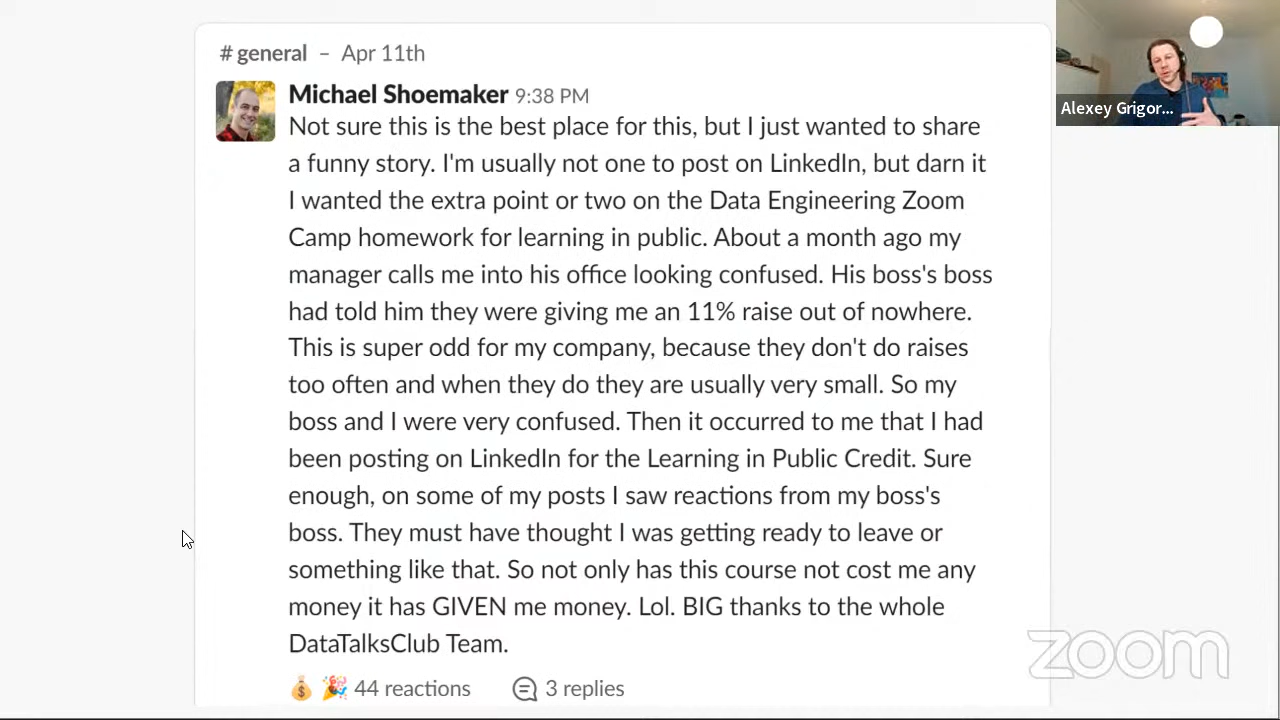 # general – Apr 11th
Michael Shoemaker 9:38 PM
Not sure this is the best place for this, but I just wanted to share
a funny story. I'm usually not one to post on LinkedIn, but darn it
I wanted the extra point or two on the Data Engineering Zoom
Camp homework for learning in public. About a month ago my
manager calls me into his office looking confused. His boss's boss
had told him they were giving me an 11% raise out of nowhere.
This is super odd for my company, because they don't do raises
too often and when they do they are usually very small. So my
boss and I were very confused. Then it occurred to me that I had
been posting on LinkedIn for the Learning in Public Credit. Sure
enough, on some of my posts I saw reactions from my boss's
boss. They must have thought I was getting ready to leave or
something like that. So not only has this course not cost me any
money it has GIVEN me money. Lol. BIG thanks to the whole
DataTalksClub Team.
44 reactions 3 replies
Alexey Grigor...
zoom